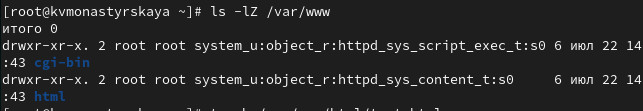 [root@kvmonastyrskaya ~]# ls -lZ /var/www
итого 0
drwxr-xr-x. 2 root root system_u:object_r:httpd_sys_script_exec_t:s0 6 июл 22 14
:43 cgi-bin
drwxr-xr-x. 2 root root system_u:object_r:httpd_sys_content_t:s0     6 июл 22 14
:43 html